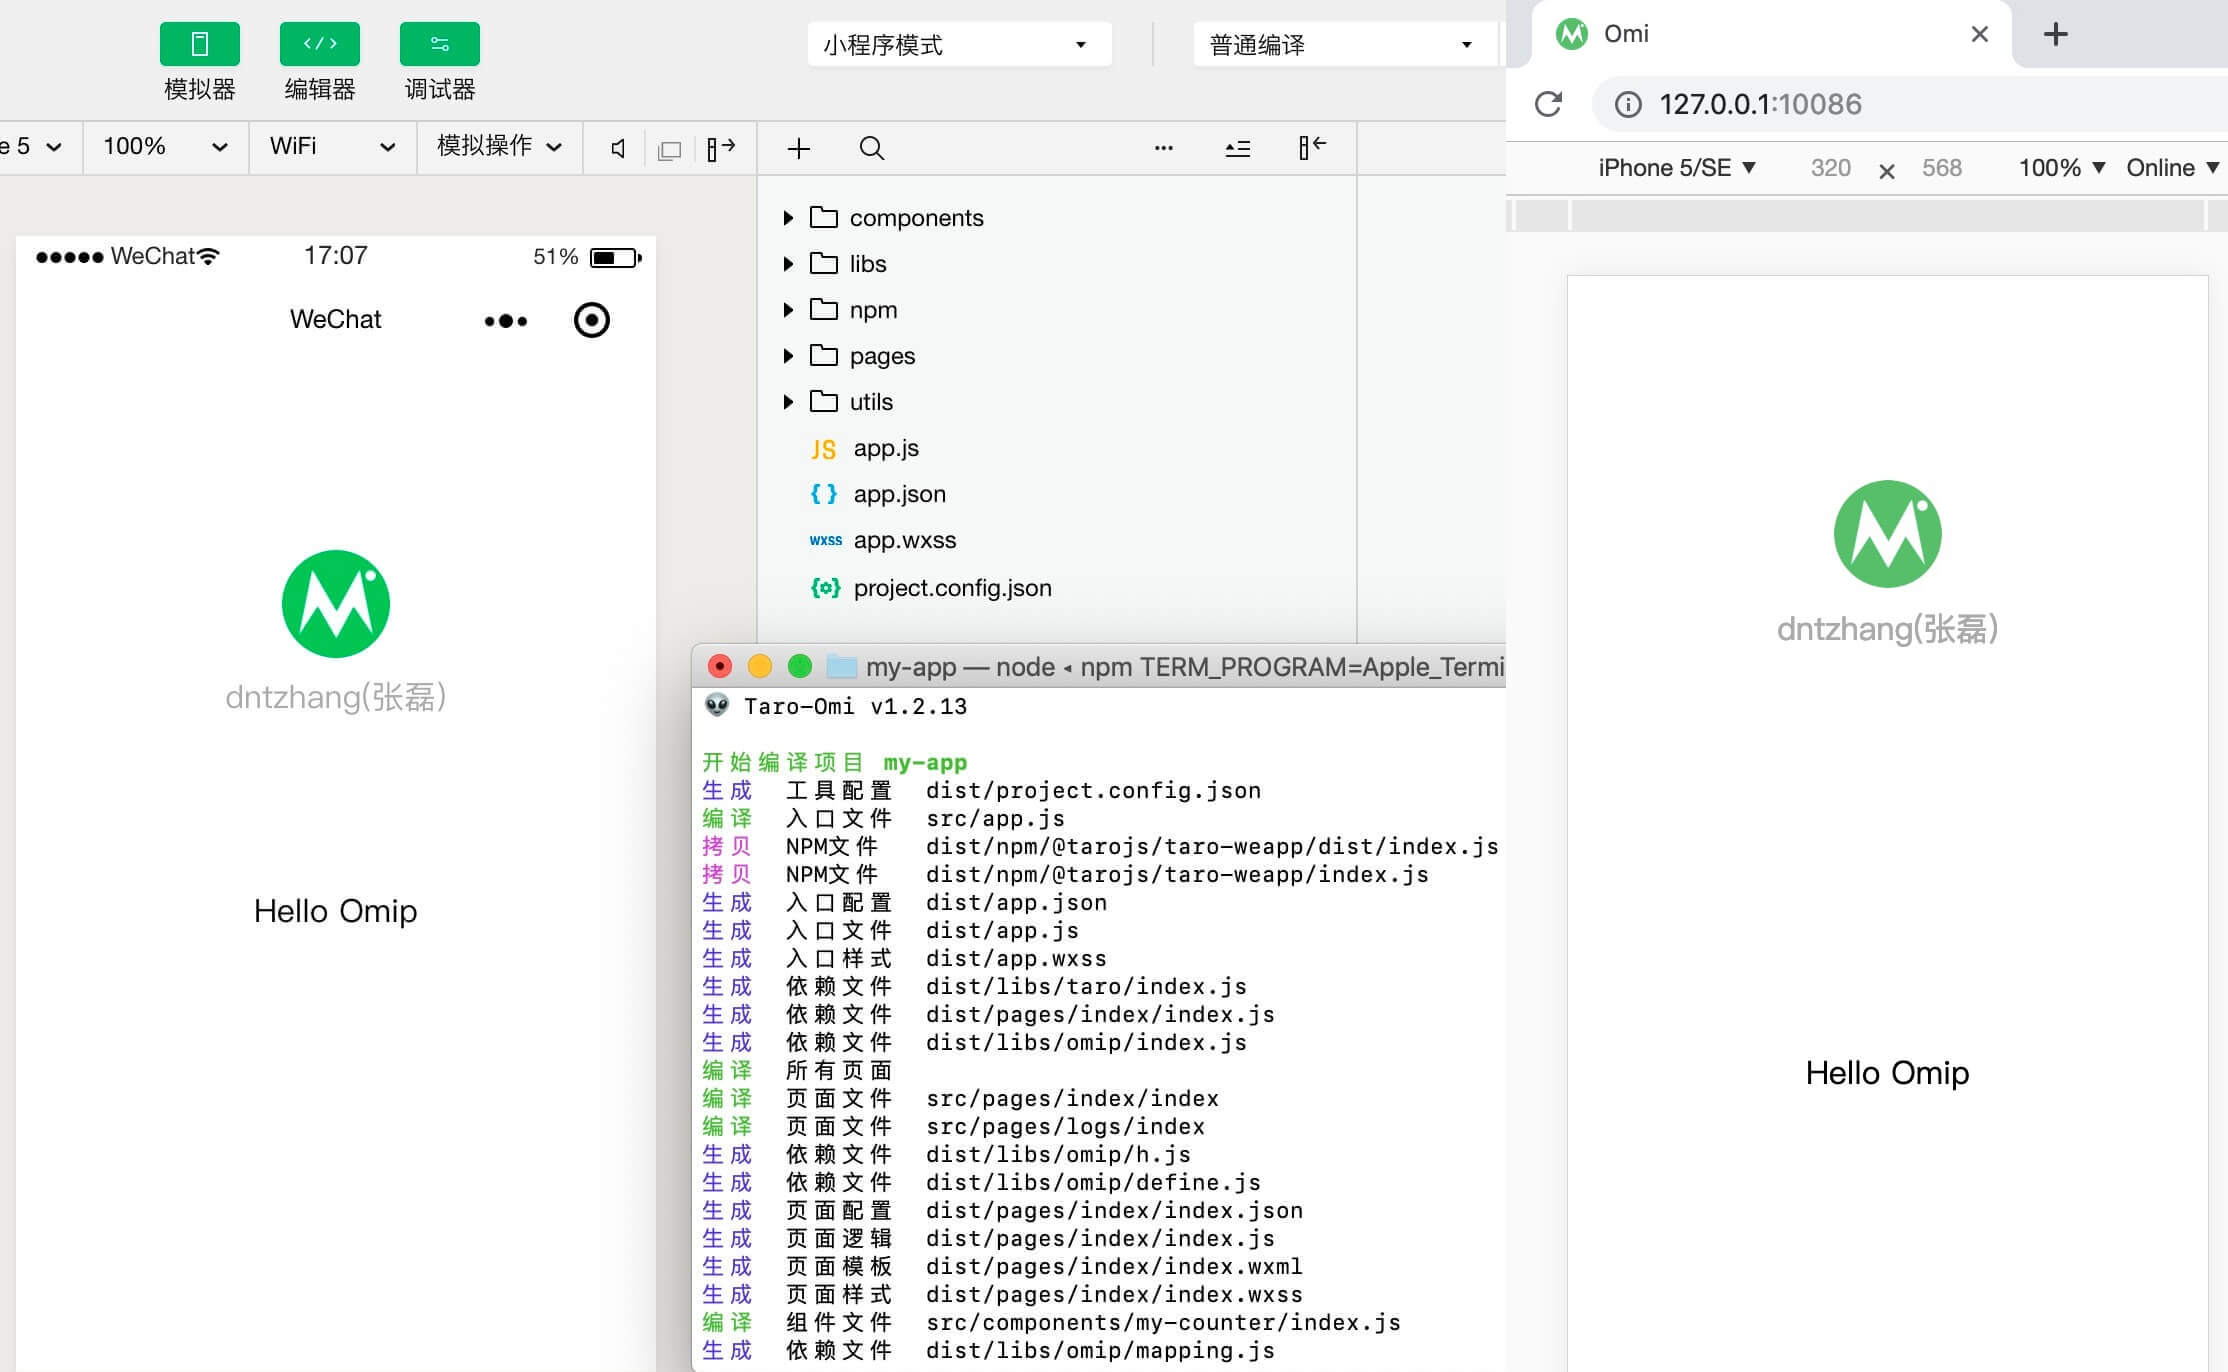 模拟器
编辑器
调试器
小程序模式
普通编译
e 5
100%
WiFi
模拟操作
WeChat
17:07
51%
WeChat
dntzhang(张磊)
Hello Omip
components
libs
npm
pages
utils
JS app.js
{ } app.json
wxss app.wxss
project.config.json
my-app — node ◂ npm TERM_PROGRAM=Apple_Termi
Taro-Omi v1.2.13
开始编译项目 my-app
生成 工具配置 dist/project.config.json
编译 入口文件 src/app.js
拷贝 NPM文件 dist/npm/@tarojs/taro-weapp/dist/index.js
拷贝 NPM文件 dist/npm/@tarojs/taro-weapp/index.js
生成 入口配置 dist/app.json
生成 入口文件 dist/app.js
生成 入口样式 dist/app.wxss
生成 依赖文件 dist/libs/taro/index.js
生成 依赖文件 dist/pages/index/index.js
生成 依赖文件 dist/libs/omip/index.js
编译 所有页面
编译 页面文件 src/pages/index/index
编译 页面文件 src/pages/logs/index
生成 依赖文件 dist/libs/omip/h.js
生成 依赖文件 dist/libs/omip/define.js
生成 页面配置 dist/pages/index/index.json
生成 页面逻辑 dist/pages/index/index.js
生成 页面模板 dist/pages/index/index.wxml
生成 页面样式 dist/pages/index/index.wxss
编译 组件文件 src/components/my-counter/index.js
生成 依赖文件 dist/libs/omip/mapping.js
Omi
127.0.0.1:10086
iPhone 5/SE ▼ 320 × 568 100% ▼ Online ▼
dntzhang(张磊)
Hello Omip